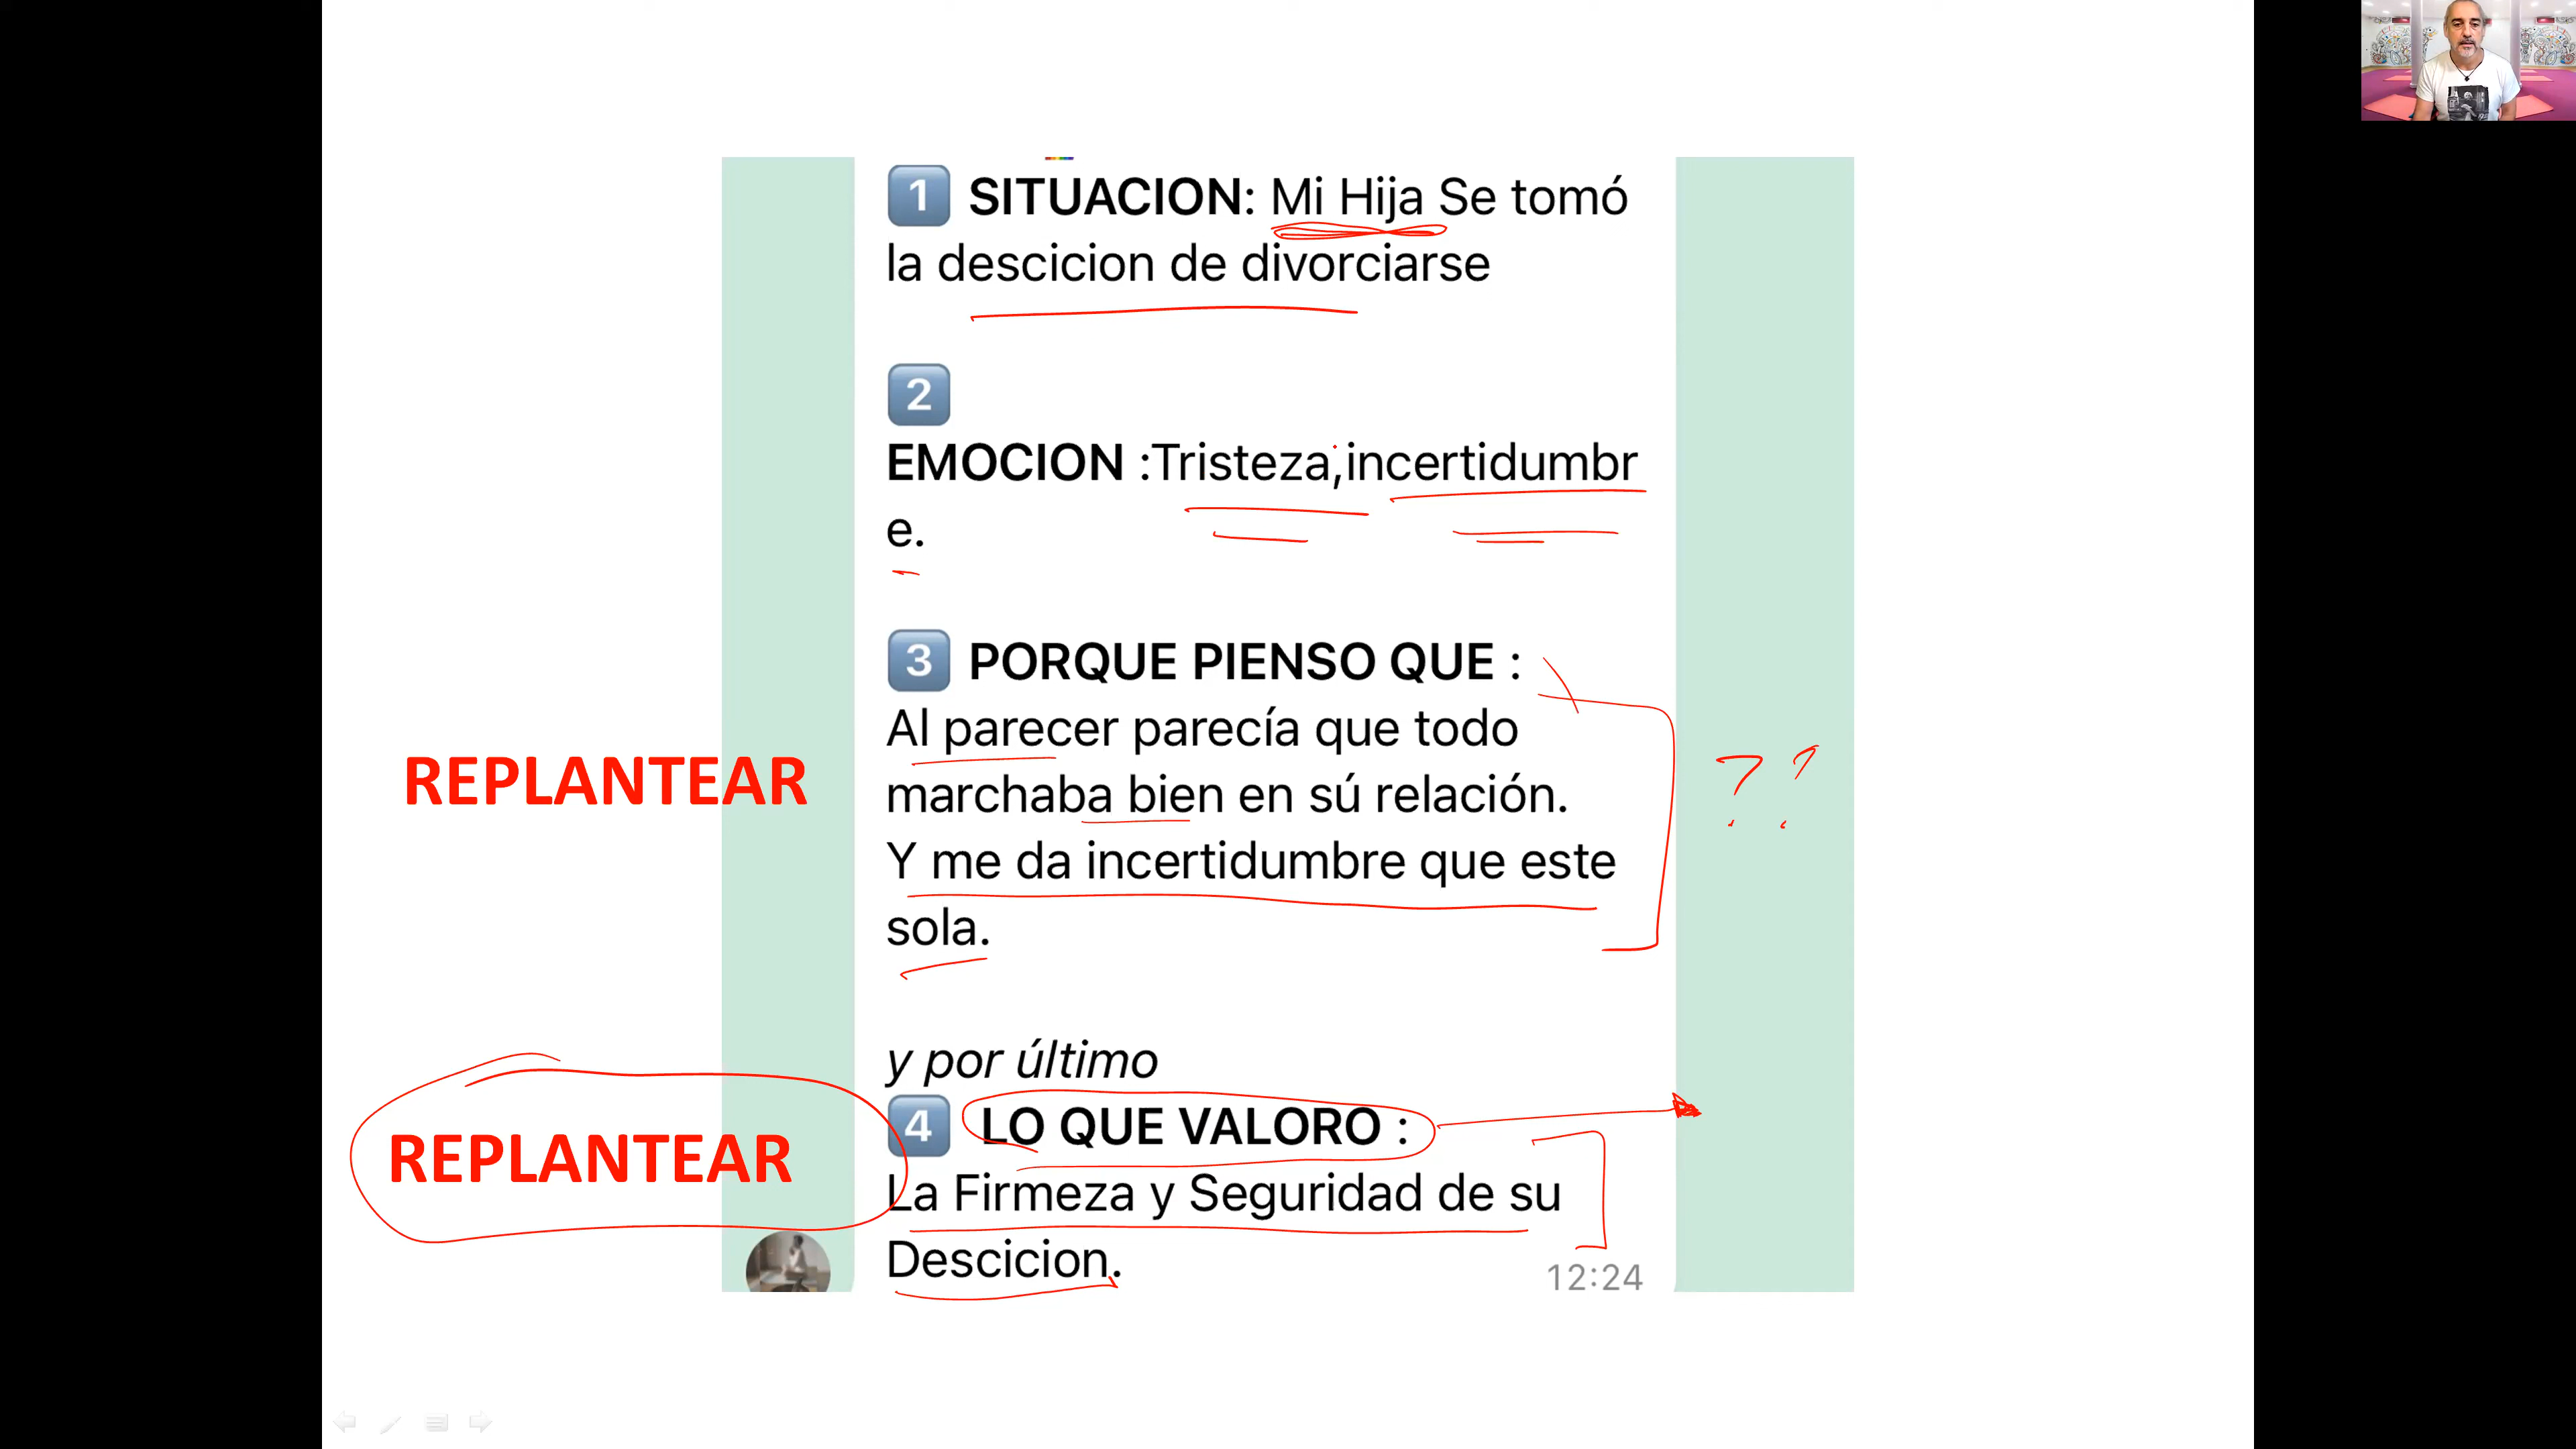 1 SITUACION: Mi Hija Se tomó
la descicion de divorciarse
2
EMOCION :Tristeza,incertidumbr
e.
3 PORQUE PIENSO QUE :
Al parecer parecía que todo
marchaba bien en sú relación.
Y me da incertidumbre que este
sola.
REPLANTEAR
? ?
y por último
4 LO QUE VALORO :
La Firmeza y Seguridad de su
Descicion.
REPLANTEAR
12:24